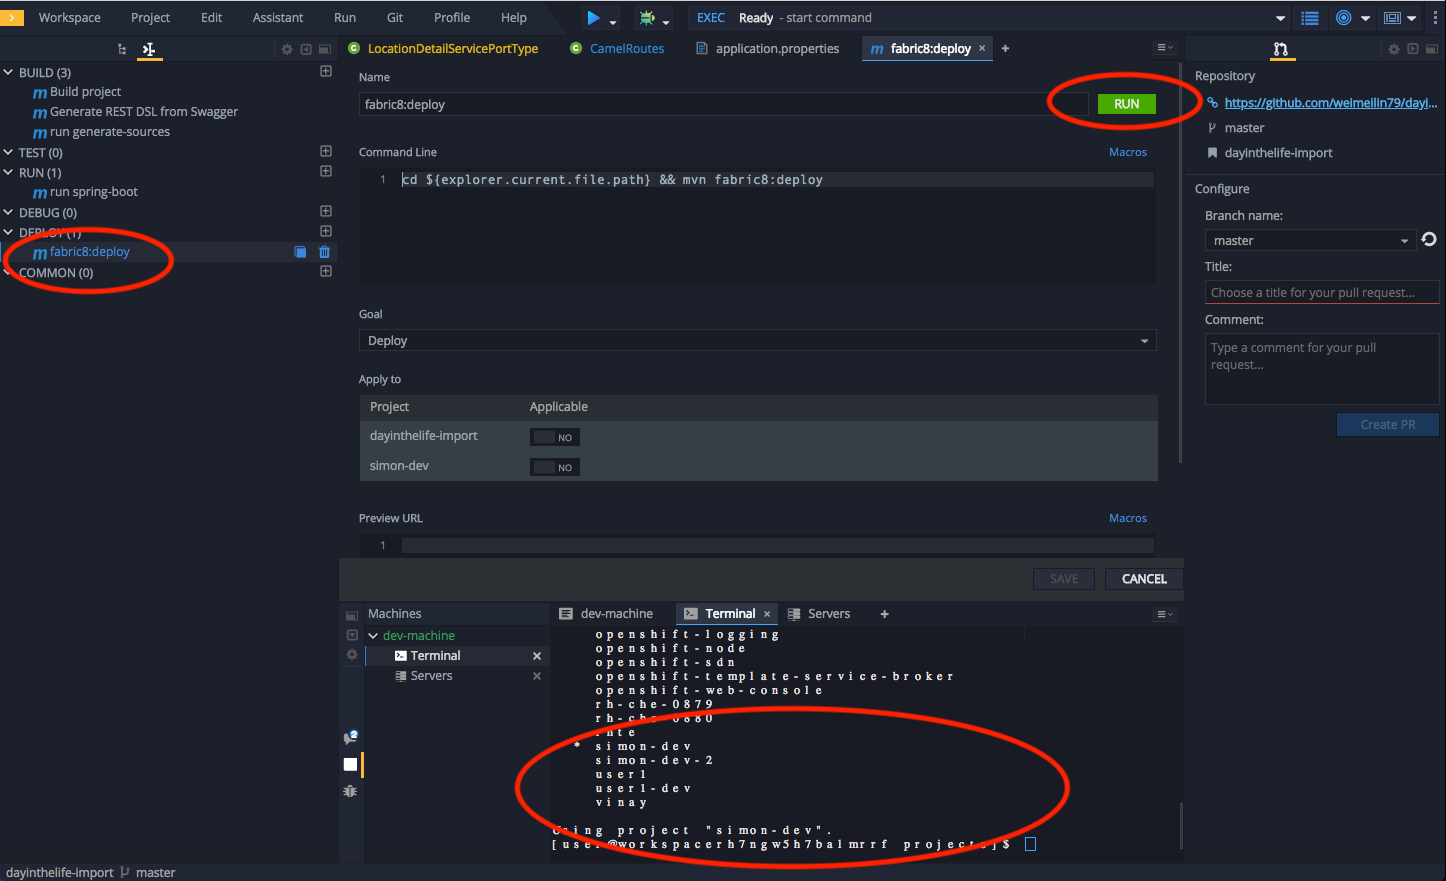 Workspace Project Edit Assistant Run Git Profile Help EXEC Ready - start command
LocationDetailServicePortType CamelRoutes application.properties m fabric8:deploy × +
BUILD (3)
m Build project
m Generate REST DSL from Swagger
m run generate-sources
TEST (0)
RUN (1)
m run spring-boot
DEBUG (0)
DEPLOY (1)
m fabric8:deploy
COMMON (0)
Name
fabric8:deploy
RUN
Command Line Macros
1 cd ${explorer.current.file.path} && mvn fabric8:deploy
Goal
Deploy
Apply to
Project Applicable
dayinthelife-import NO
simon-dev NO
Preview URL Macros
1
SAVE CANCEL
Repository
https://github.com/weimeilin79/dayi...
master
dayinthelife-import
Configure
Branch name:
master
Title:
Choose a title for your pull request...
Comment:
Type a comment for your pull
request...
Create PR
Machines
dev-machine
Terminal ×
Servers ×
2
dev-machine Terminal × Servers +
openshift-logging
openshift-node
openshift-sdn
openshift-template-service-broker
openshift-web-console
rh-che-0879
rh-che-0880
rhte
* simon-dev
simon-dev-2
user1
user1-dev
vinay
Using project "simon-dev".
[user@workspacerh7ngw5h7balmrrf projects]$
dayinthelife-import master